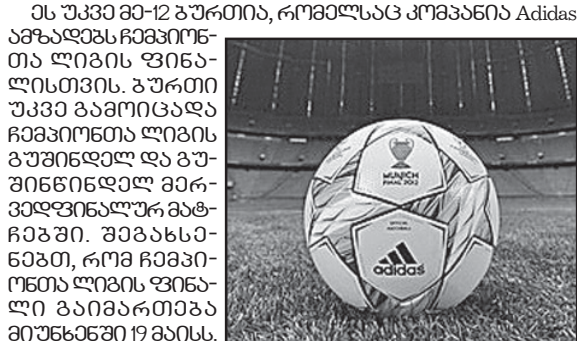 ეს უკვე მე-12 ბურთია, რომელსაც კომპანია Adidas
ამზადებს ჩემპიონ-
თა ლიგის ფინა-
ლისთვის. ბურთი
უკვე გამოიცადა
ჩემპიონთა ლიგის
გუშინდელ და გუ-
შინწინდელ მერ-
ვედფინალურ მატ-
ჩებში. შეგახსე-
ნებთ, რომ ჩემპი-
ონთა ლიგის ფინა-
ლი გაიმართება
მიუნხენში 19 მაისს.
MUNICH
FINAL 2012
OFFICIAL
MATCHBALL
adidas